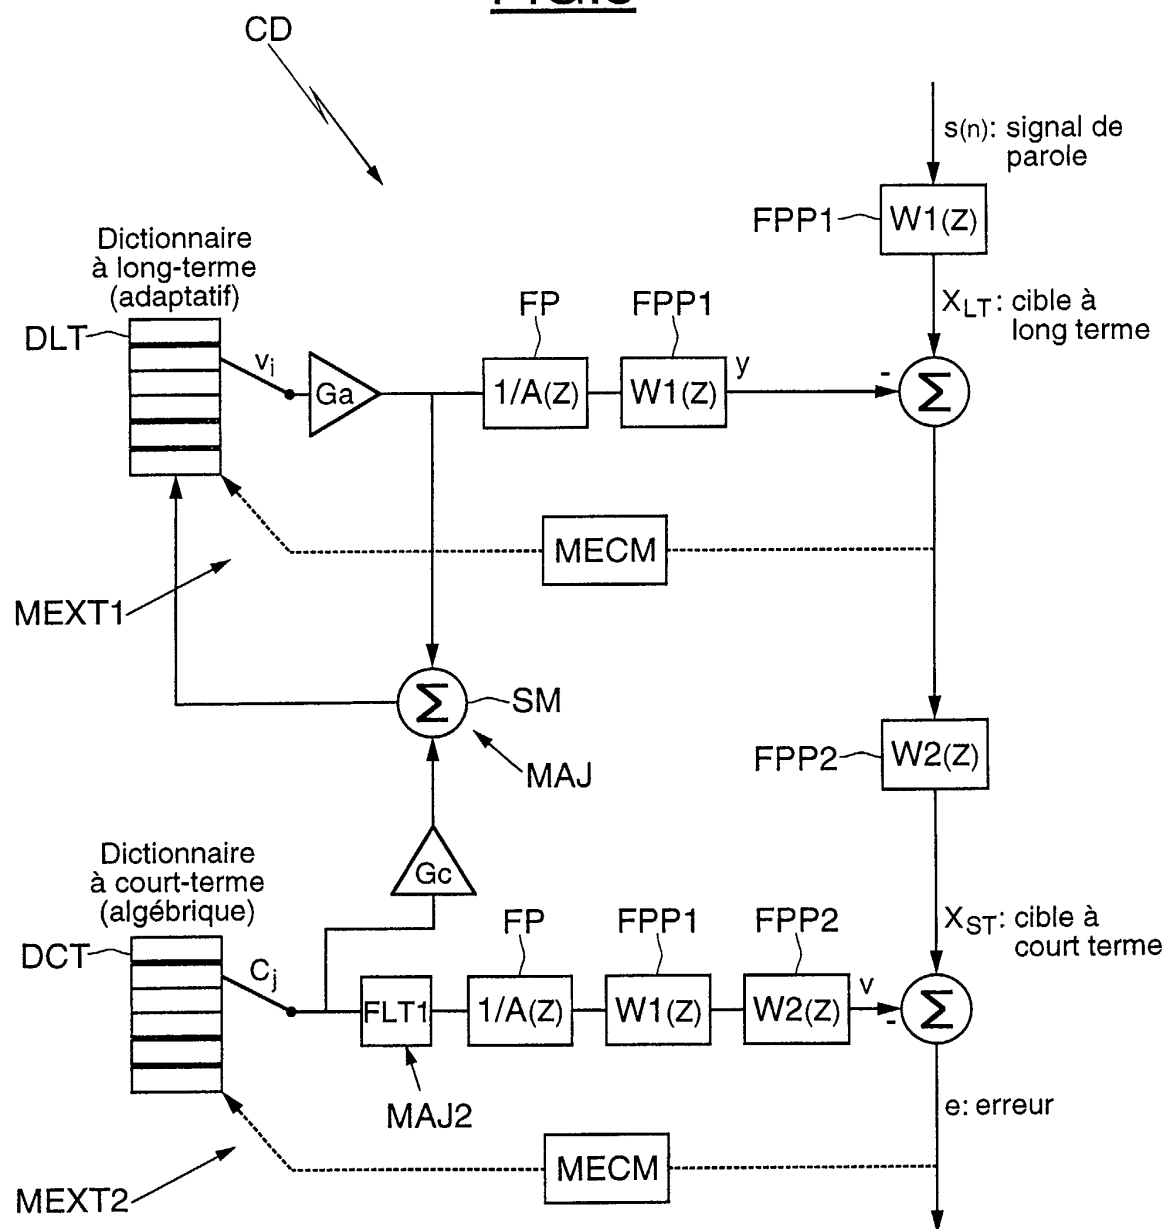 CD
s(n): signal de
parole
FPP1
W1(z)
Dictionnaire
à long-terme
(adaptatif)
DLT
vi
Ga
FP
1/A(z)
FPP1
W1(z)
y
XLT: cible à
long terme
-
Σ
MECM
MEXT1
Σ
SM
MAJ
FPP2
W2(z)
Gc
Dictionnaire
à court-terme
(algébrique)
DCT
Cj
FLT1
MAJ2
FP
1/A(z)
FPP1
W1(z)
FPP2
W2(z)
v
XST: cible à
court terme
-
Σ
e: erreur
MECM
MEXT2